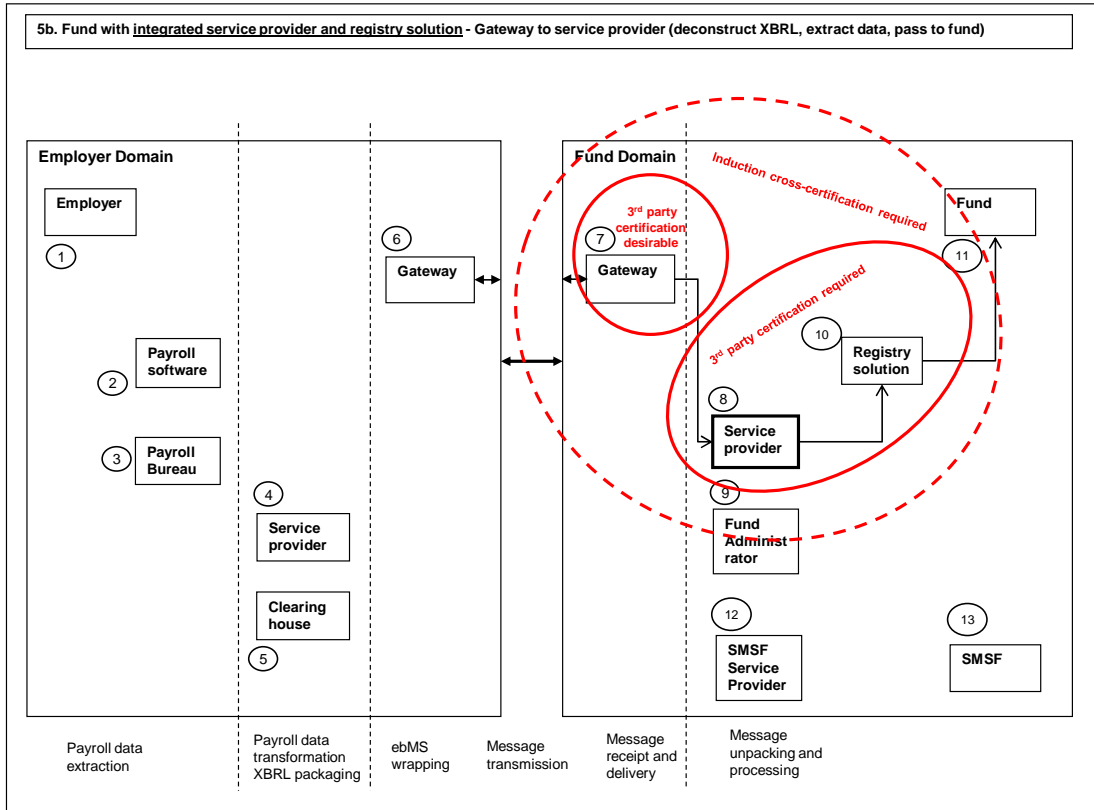 5b. Fund with integrated service provider and registry solution - Gateway to service provider (deconstruct XBRL, extract data, pass to fund)
Employer Domain
Employer
1
2
Payroll
software
3
Payroll
Bureau
4
Service
provider
Clearing
house
5
6
Gateway
Fund Domain
Induction cross-certification required
3rd party
certification
desirable
7
Gateway
3rd party certification required
Fund
11
10
Registry
solution
8
Service
provider
9
Fund
Administ
rator
12
SMSF
Service
Provider
13
SMSF
Payroll data
extraction
Payroll data
transformation
XBRL packaging
ebMS
wrapping
Message
transmission
Message
receipt and
delivery
Message
unpacking and
processing